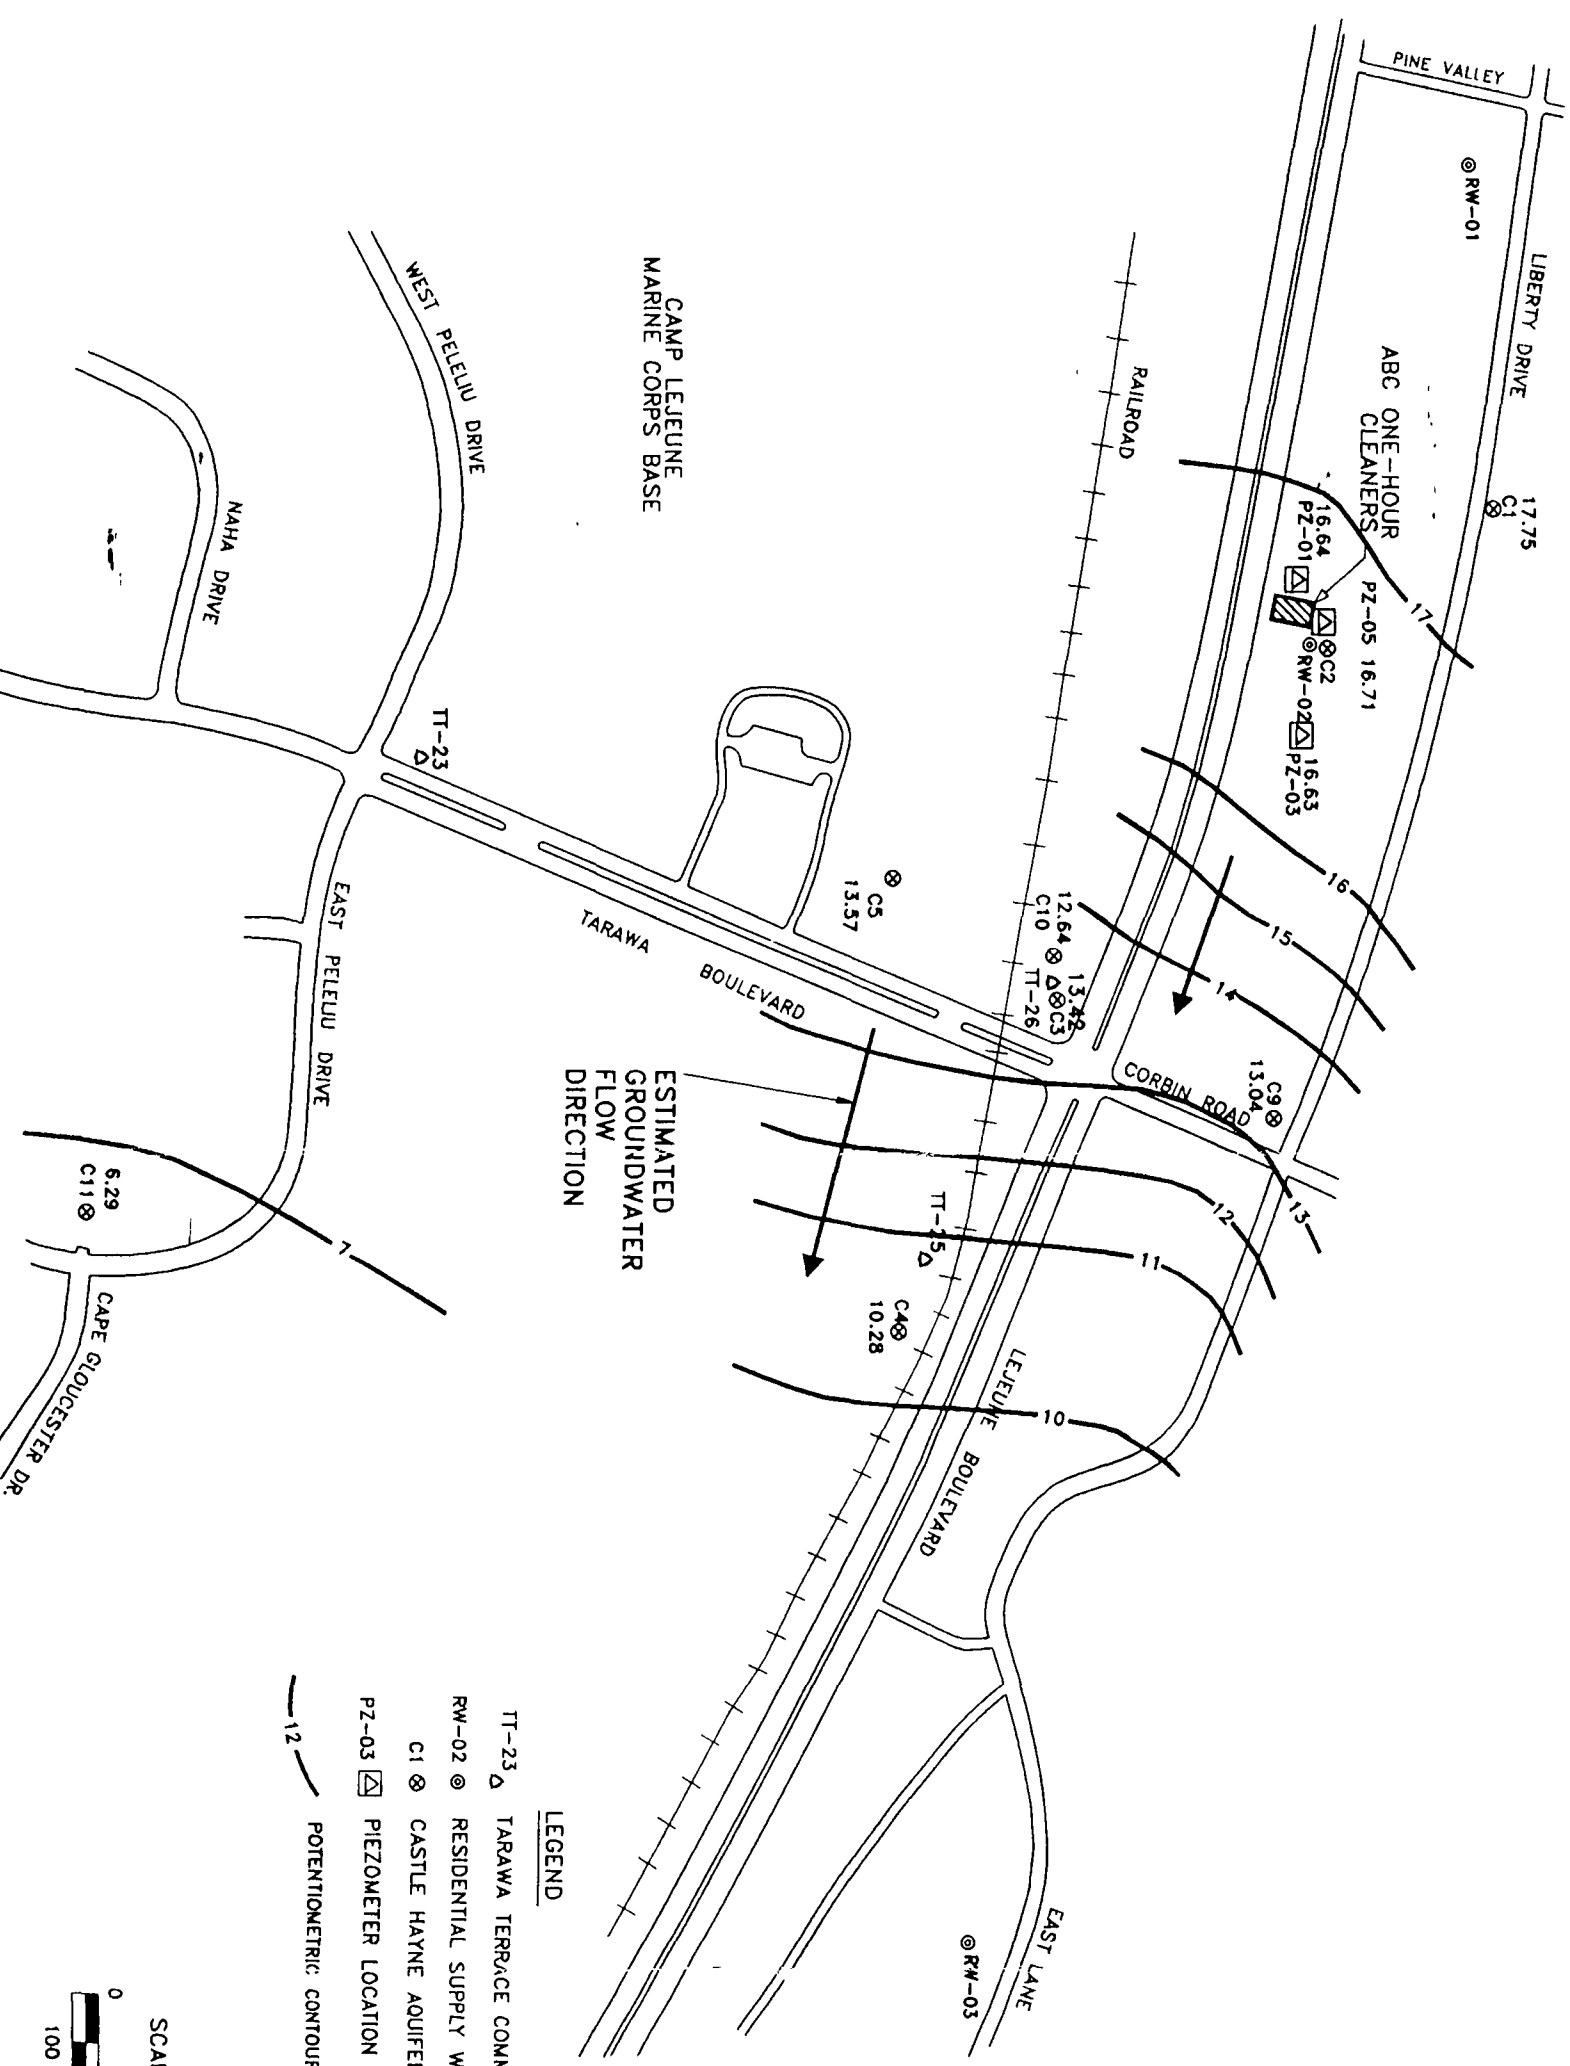 PINE VALLEY
RW-01
LIBERTY DRIVE
17.75
C1
ABC ONE-HOUR
CLEANERS
16.64
PZ-01
PZ-05 16.71
C2
RW-02
16.63
PZ-03
17
16
15
14
13
12
11
10
7
RAILROAD
CAMP LEJEUNE
MARINE CORPS BASE
WEST PELELIU DRIVE
NAHA DRIVE
TT-23
C5
13.57
12.64
C10
13.42
C3
TT-26
C9
13.04
CORBIN ROAD
TARAWA BOULEVARD
EAST PELELIU DRIVE
ESTIMATED
GROUNDWATER
FLOW
DIRECTION
TT-25
C4
10.28
LEJEUNE BOULEVARD
6.29
C11
CAPE GLOUCESTER DR.
EAST LANE
RW-03
LEGEND
TT-23 TARAWA TERRACE COMM
RW-02 RESIDENTIAL SUPPLY W
C1 CASTLE HAYNE AQUIFE
PZ-03 PIEZOMETER LOCATION
12 POTENTIOMETRIC CONTOUR
SCA
0
100